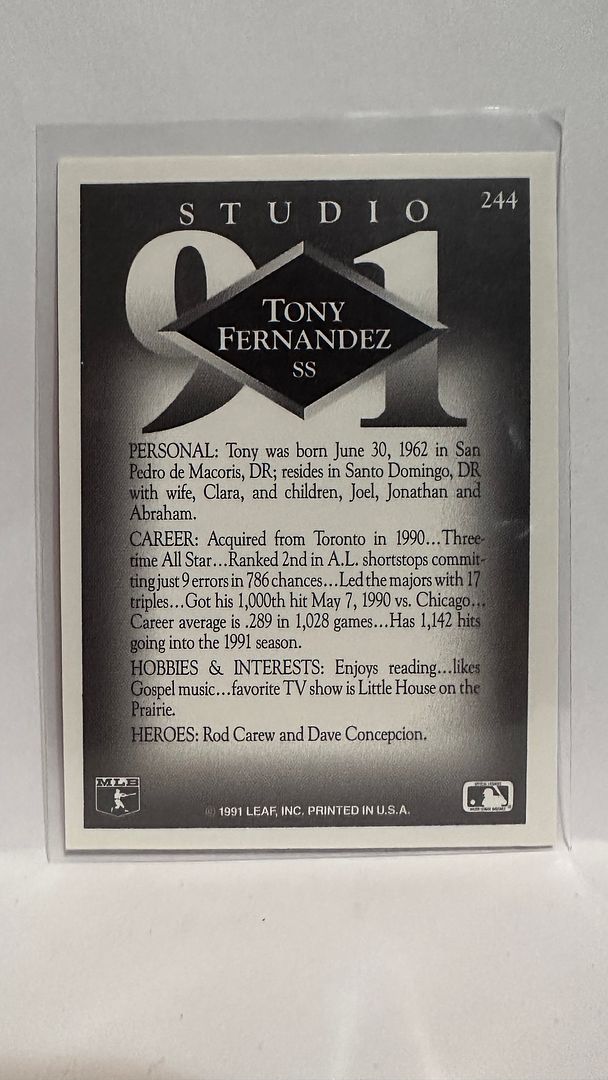 244
STUDIO
91
TONY
FERNANDEZ
SS
PERSONAL: Tony was born June 30, 1962 in San
Pedro de Macoris, DR; resides in Santo Domingo, DR
with wife, Clara, and children, Joel, Jonathan and
Abraham.
CAREER: Acquired from Toronto in 1990...Three-
time All Star...Ranked 2nd in A.L. shortstops commit-
ting just 9 errors in 786 chances...Led the majors with 17
triples...Got his 1,000th hit May 7, 1990 vs. Chicago...
Career average is .289 in 1,028 games...Has 1,142 hits
going into the 1991 season.
HOBBIES & INTERESTS: Enjoys reading...likes
Gospel music...favorite TV show is Little House on the
Prairie.
HEROES: Rod Carew and Dave Concepcion.
MLB
© 1991 LEAF, INC. PRINTED IN U.S.A.